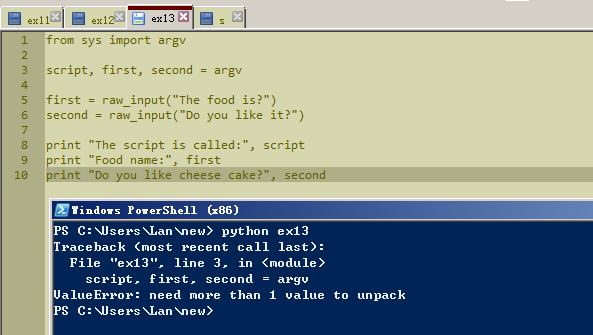 ex11 ex12 ex13 s
1 from sys import argv
2
3 script, first, second = argv
4
5 first = raw_input("The food is?")
6 second = raw_input("Do you like it?")
7
8 print "The script is called:", script
9 print "Food name:", first
10 print "Do you like cheese cake?", second
Windows PowerShell (x86)
PS C:\Users\Lan\new> python ex13
Traceback (most recent call last):
  File "ex13", line 3, in <module>
    script, first, second = argv
ValueError: need more than 1 value to unpack
PS C:\Users\Lan\new>